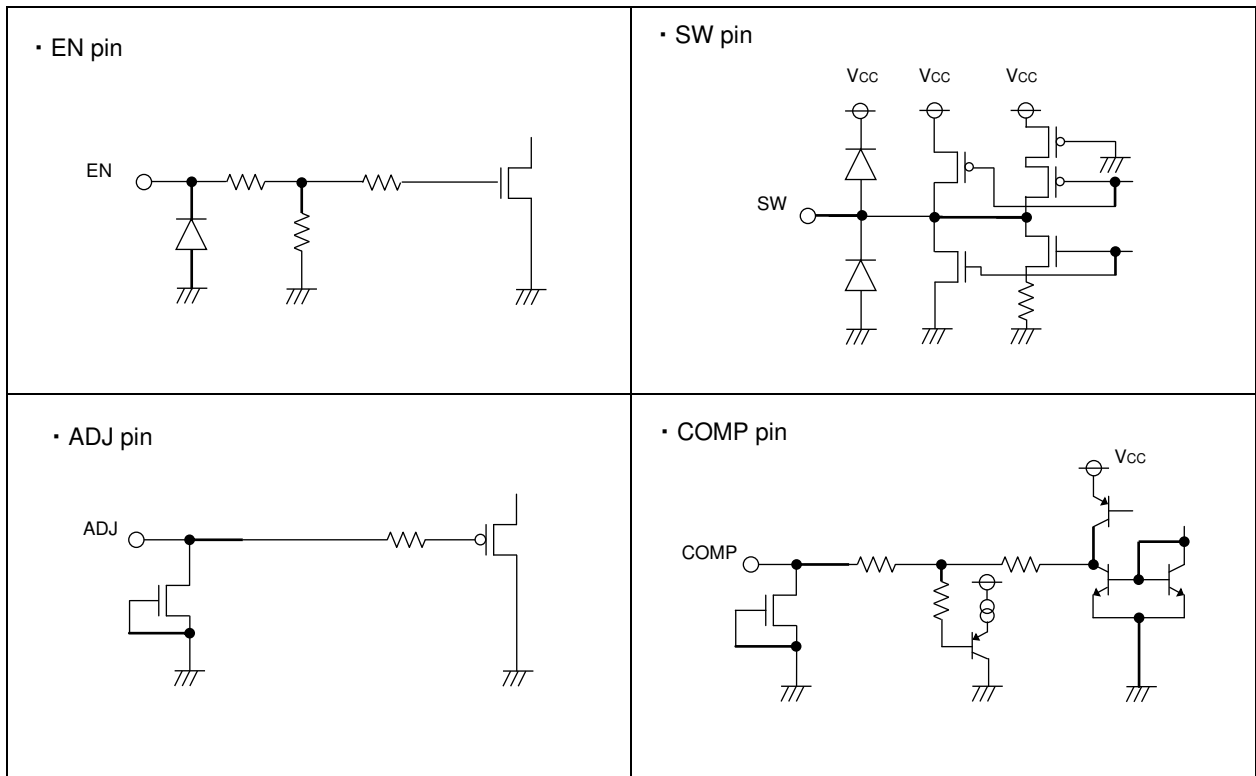 ・EN pin
EN
・SW pin
VCC VCC VCC
SW
・ADJ pin
ADJ
・COMP pin
VCC
COMP